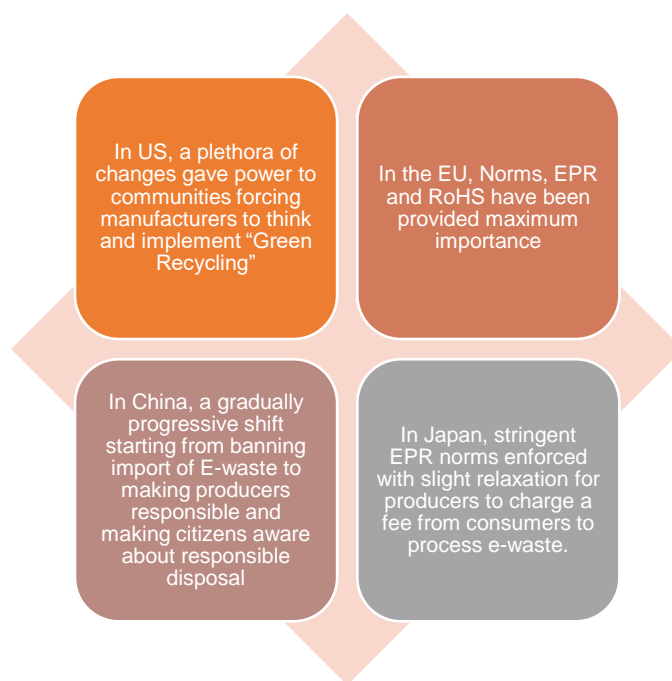 In US, a plethora of
changes gave power to
communities forcing
manufacturers to think
and implement “Green
Recycling”
In the EU, Norms, EPR
and RoHS have been
provided maximum
importance
In China, a gradually
progressive shift
starting from banning
import of E-waste to
making producers
responsible and
making citizens aware
about responsible
disposal
In Japan, stringent
EPR norms enforced
with slight relaxation for
producers to charge a
fee from consumers to
process e-waste.